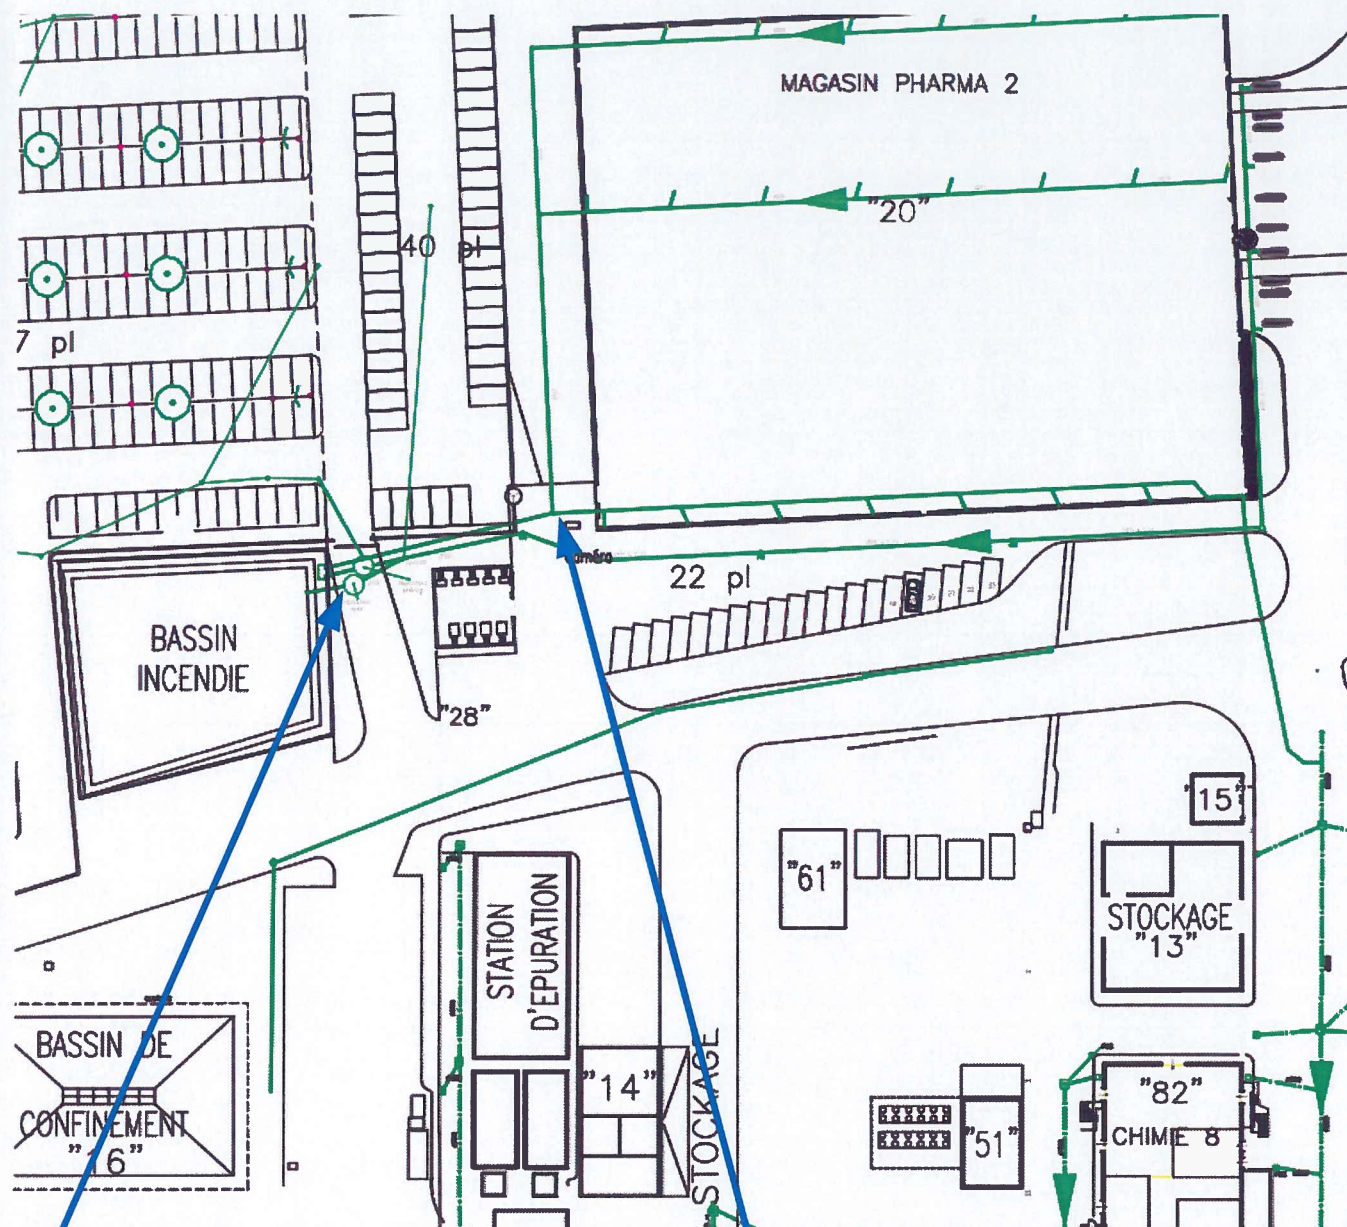 MAGASIN PHARMA 2
"20"
40 pl
7 pl
22 pl
BASSIN
INCENDIE
"28"
"15"
"61"
STATION
D'EPURATION
STOCKAGE
"13"
BASSIN DE
CONFINEMENT
"16"
"14"
STOCKAGE
"51"
"82"
CHIMIE 8